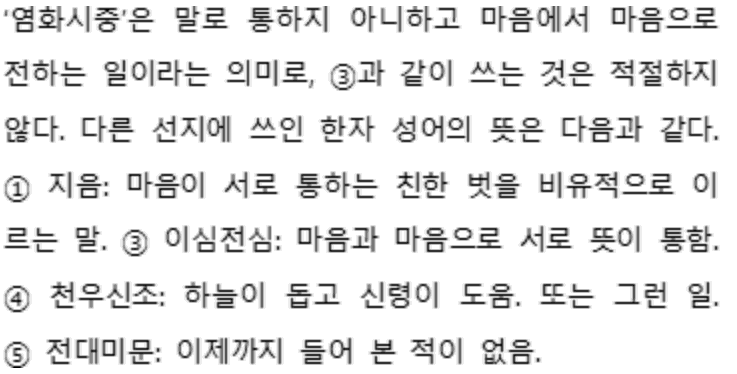 ‘염화시중’은 말로 통하지 아니하고 마음에서 마음으로
전하는 일이라는 의미로, ③과 같이 쓰는 것은 적절하지
않다. 다른 선지에 쓰인 한자 성어의 뜻은 다음과 같다.
① 지음: 마음이 서로 통하는 친한 벗을 비유적으로 이
르는 말. ③ 이심전심: 마음과 마음으로 서로 뜻이 통함.
④ 천우신조: 하늘이 돕고 신령이 도움. 또는 그런 일.
⑤ 전대미문: 이제까지 들어 본 적이 없음.